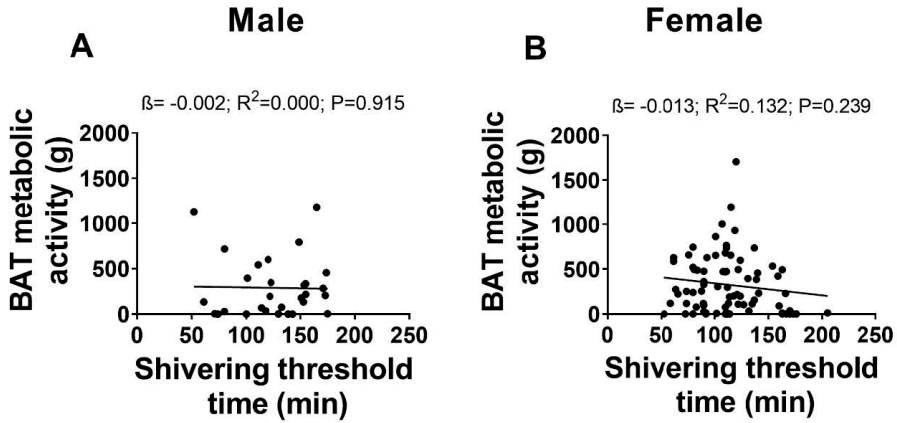 Male
A
ß= -0.002; R²=0.000; P=0.915
BAT metabolic
activity (g)
2000
1500
1000
500
0
0 50 100 150 200 250
Shivering threshold
time (min)
Female
B
ß= -0.013; R²=0.132; P=0.239
BAT metabolic
activity (g)
2000
1500
1000
500
0
0 50 100 150 200 250
Shivering threshold
time (min)